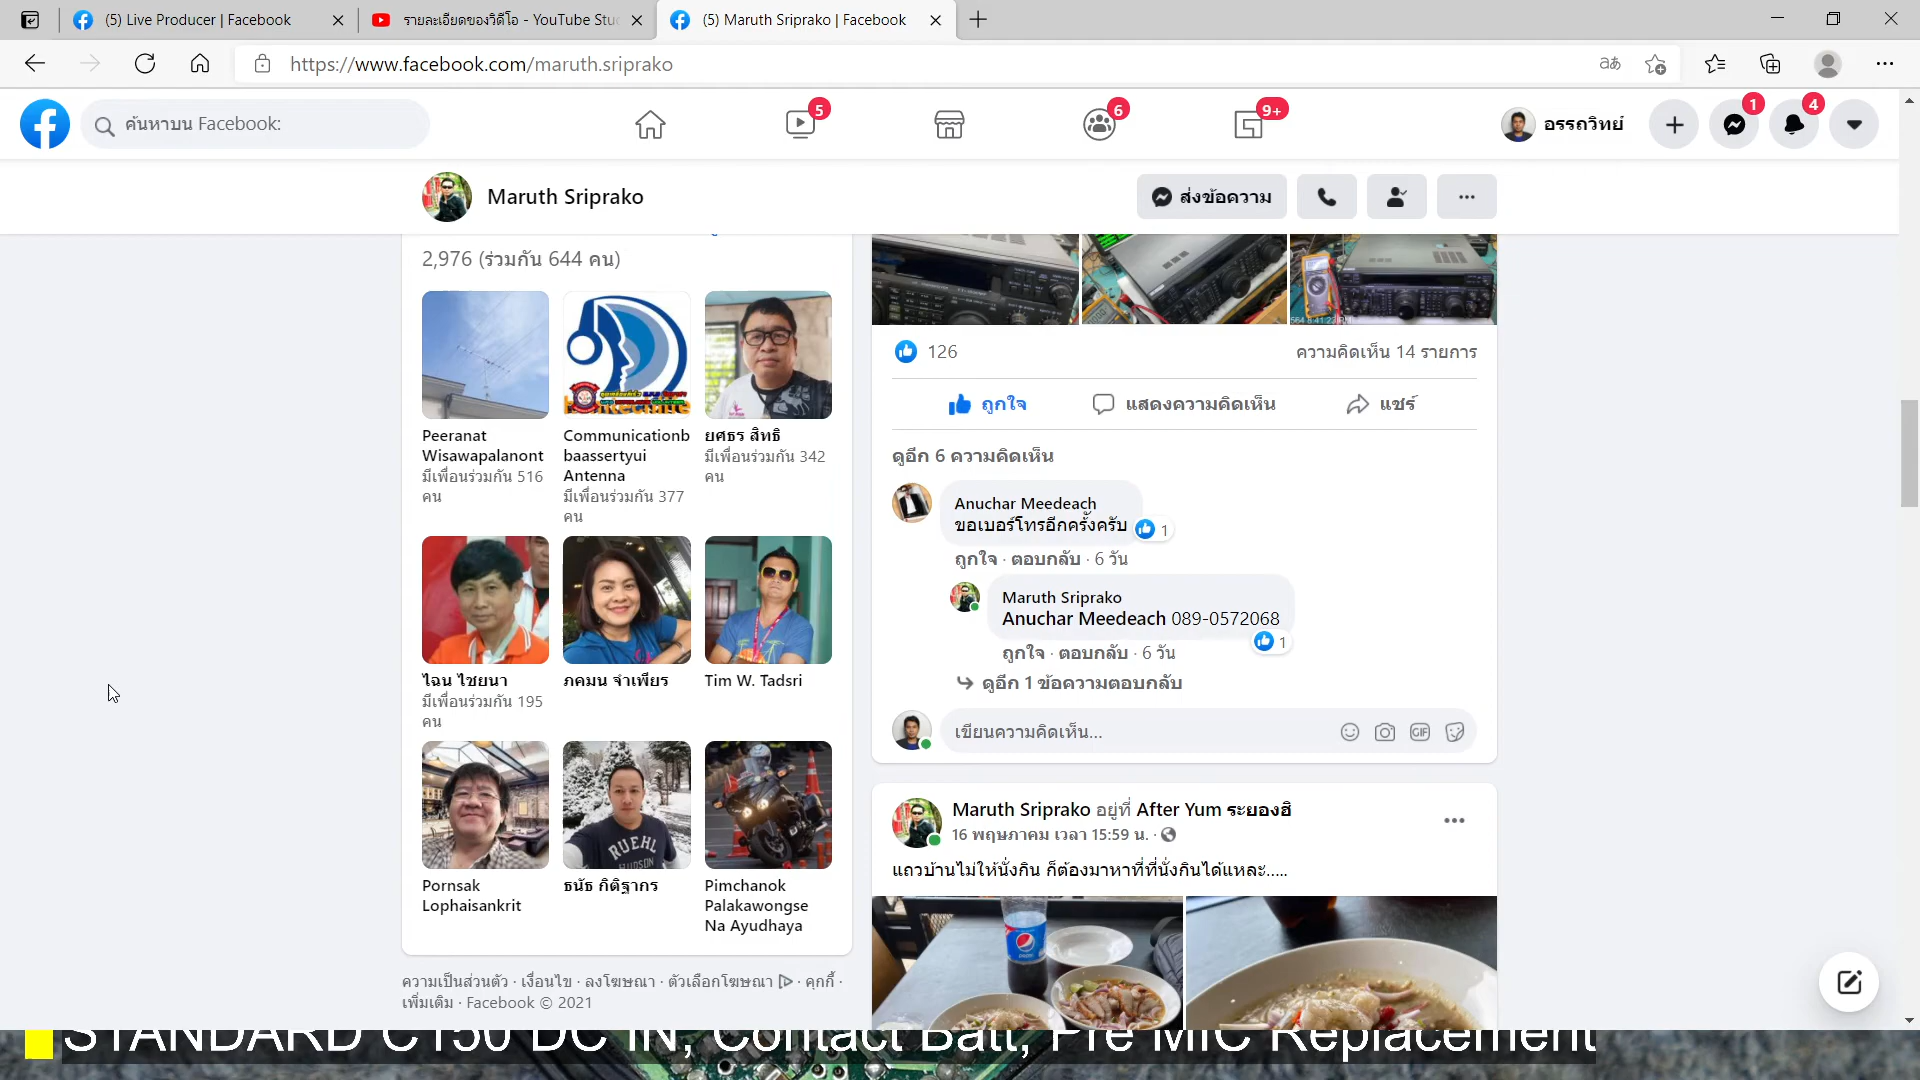 (5) Live Producer | Facebook
รายละเอียดของวิดีโอ - YouTube Stu
(5) Maruth Sriprako | Facebook
https://www.facebook.com/maruth.sriprako
ค้นหาบน Facebook:
5
6
9+
อรรถวิทย์
1
4
Maruth Sriprako
ส่งข้อความ
2,976 (ร่วมกัน 644 คน)
Peeranat
Wisawapalanont
มีเพื่อนร่วมกัน 516
คน
Communicationb
baassertyui
Antenna
มีเพื่อนร่วมกัน 377
คน
ยศธร สิทธิ
มีเพื่อนร่วมกัน 342
คน
ไฉน ไชยนา
มีเพื่อนร่วมกัน 195
คน
ภคมน จำเพียร
Tim W. Tadsri
RUEHL
Pornsak
Lophaisankrit
ธนัธ กิติฐากร
Pimchanok
Palakawongse
Na Ayudhaya
ความเป็นส่วนตัว · เงื่อนไข · ลงโฆษณา · ตัวเลือกโฆษณา · คุกกี้ ·
เพิ่มเติม · Facebook © 2021
126
ความคิดเห็น 14 รายการ
ถูกใจ
แสดงความคิดเห็น
แชร์
ดูอีก 6 ความคิดเห็น
Anuchar Meedeach
ขอเบอร์โทรอีกครั้งครับ
1
ถูกใจ · ตอบกลับ · 6 วัน
Maruth Sriprako
Anuchar Meedeach 089-0572068
1
ถูกใจ · ตอบกลับ · 6 วัน
ดูอีก 1 ข้อความตอบกลับ
เขียนความคิดเห็น...
GIF
Maruth Sriprako อยู่ที่ After Yum ระยองฮิ
16 พฤษภาคม เวลา 15:59 น. ·
แถวบ้านไม่ให้นั่งกิน ก็ต้องมาหาที่ที่นั่งกินได้แหละ.....
STANDARD C150 DC IN, Contact Batt, Pre MIC Replacement